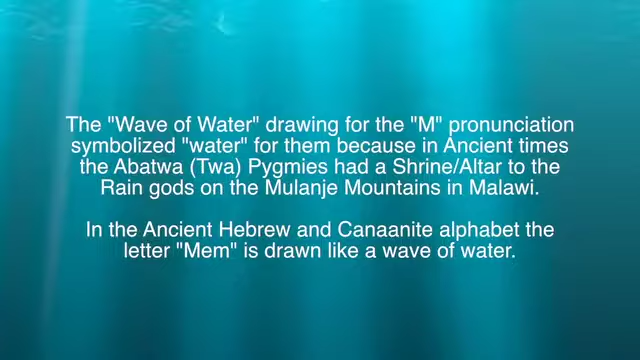 The "Wave of Water" drawing for the "M" pronunciation
symbolized "water" for them because in Ancient times
the Abatwa (Twa) Pygmies had a Shrine/Altar to the
Rain gods on the Mulanje Mountains in Malawi.
In the Ancient Hebrew and Canaanite alphabet the
letter "Mem" is drawn like a wave of water.